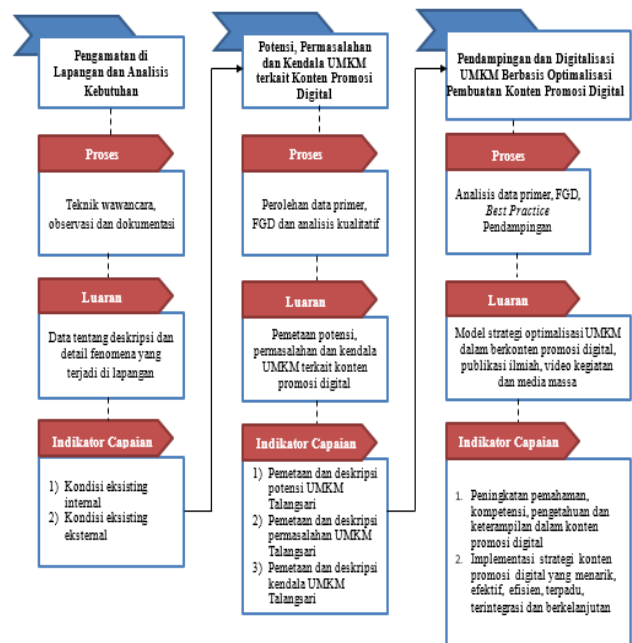 Pengamatan di
Lapangan dan Analisis
Kebutuhan
Proses
Teknik wawancara,
observasi dan dokumentasi
Luaran
Data tentang deskripsi dan
detail fenomena yang
terjadi di lapangan
Indikator Capaian
1) Kondisi eksisting
internal
2) Kondisi eksisting
eksternal
Potensi, Permasalahan
dan Kendala UMKM
terkait Konten Promosi
Digital
Proses
Perolehan data primer,
FGD dan analisis kualitatif
Luaran
Pemetaan potensi,
permasalahan dan kendala
UMKM terkait konten
promosi digital
Indikator Capaian
1) Pemetaan dan deskripsi
potensi UMKM
Talangsari
2) Pemetaan dan deskripsi
permasalahan UMKM
Talangsari
3) Pemetaan dan deskripsi
kendala UMKM
Talangsari
Pendampingan dan Digitalisasi
UMKM Berbasis Optimalisasi
Pembuatan Konten Promosi Digital
Proses
Analisis data primer, FGD,
Best Practice
Pendampingan
Luaran
Model strategi optimalisasi UMKM
dalam berkonten promosi digital,
publikasi ilmiah, video kegiatan
dan media massa
Indikator Capaian
1. Peningkatan pemahaman,
kompetensi, pengetahuan dan
keterampilan dalam konten
promosi digital
2. Implementasi strategi konten
promosi digital yang menarik,
efektif, efisien, terpadu,
terintegrasi dan berkelanjutan